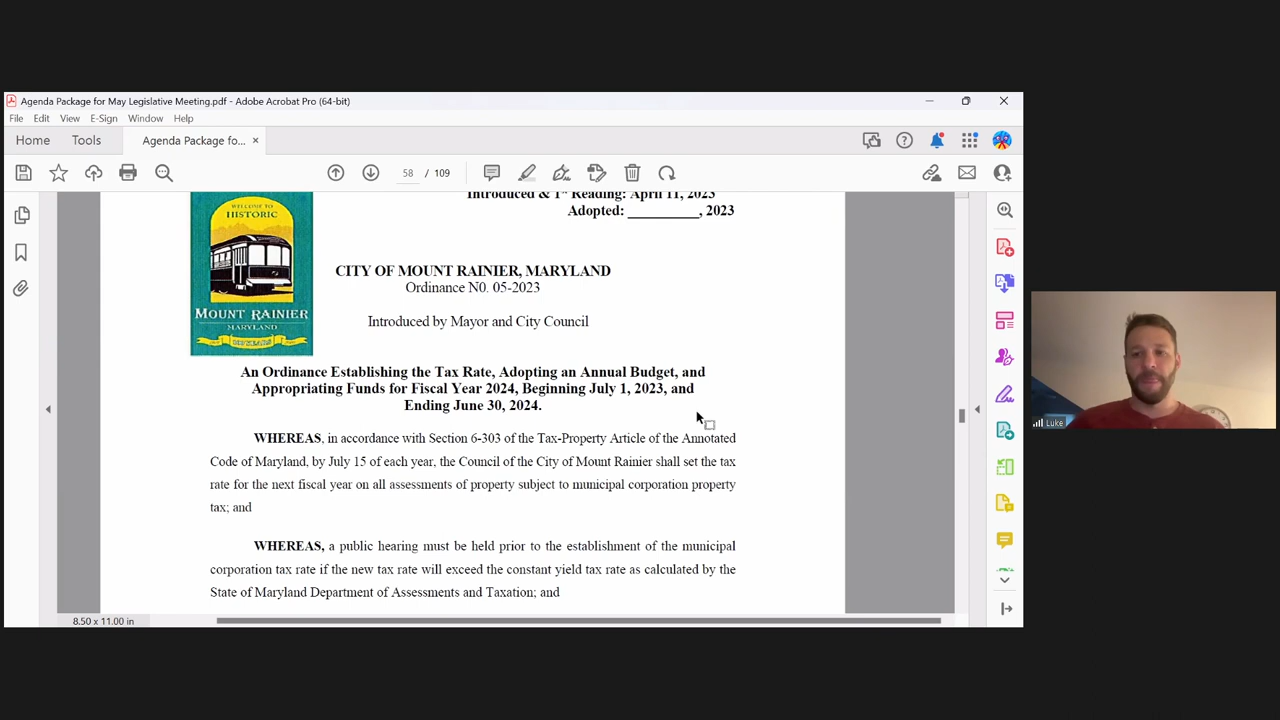 Agenda Package for May Legislative Meeting.pdf - Adobe Acrobat Pro (64-bit)
File Edit View E-Sign Window Help
Home Tools Agenda Package fo... ×
58 / 109
Introduced & 1st Reading: April 11, 2023
Adopted: __________, 2023
WELCOME TO
HISTORIC
MOUNT RAINIER
MARYLAND
CITY OF MOUNT RAINIER, MARYLAND
Ordinance N0. 05-2023
Introduced by Mayor and City Council
An Ordinance Establishing the Tax Rate, Adopting an Annual Budget, and
Appropriating Funds for Fiscal Year 2024, Beginning July 1, 2023, and
Ending June 30, 2024.
WHEREAS, in accordance with Section 6-303 of the Tax-Property Article of the Annotated
Code of Maryland, by July 15 of each year, the Council of the City of Mount Rainier shall set the tax
rate for the next fiscal year on all assessments of property subject to municipal corporation property
tax; and
WHEREAS, a public hearing must be held prior to the establishment of the municipal
corporation tax rate if the new tax rate will exceed the constant yield tax rate as calculated by the
State of Maryland Department of Assessments and Taxation; and
8.50 x 11.00 in
Luke